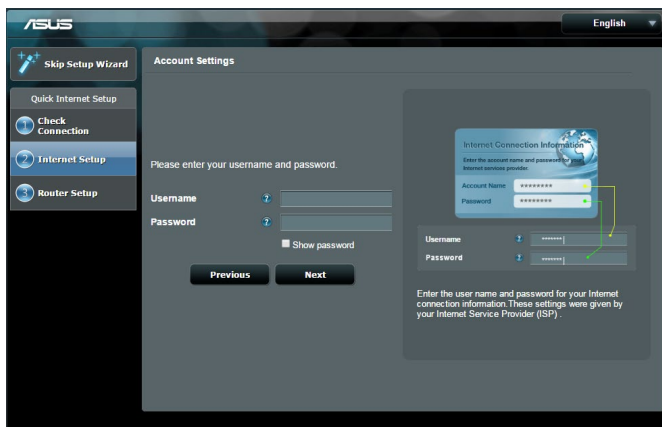 ASUS
English
Skip Setup Wizard
Account Settings
Quick Internet Setup
1 Check
Connection
2 Internet Setup
3 Router Setup
Please enter your username and password.
Username ?
Password ?
Show password
Previous Next
Internet Connection Information
Enter the account name and password for your
internet services provider.
Account Name ********
Password ********
Username ? *******
Password ? *******
Enter the user name and password for your Internet
connection information.These settings were given by
your Internet Service Provider (ISP) .